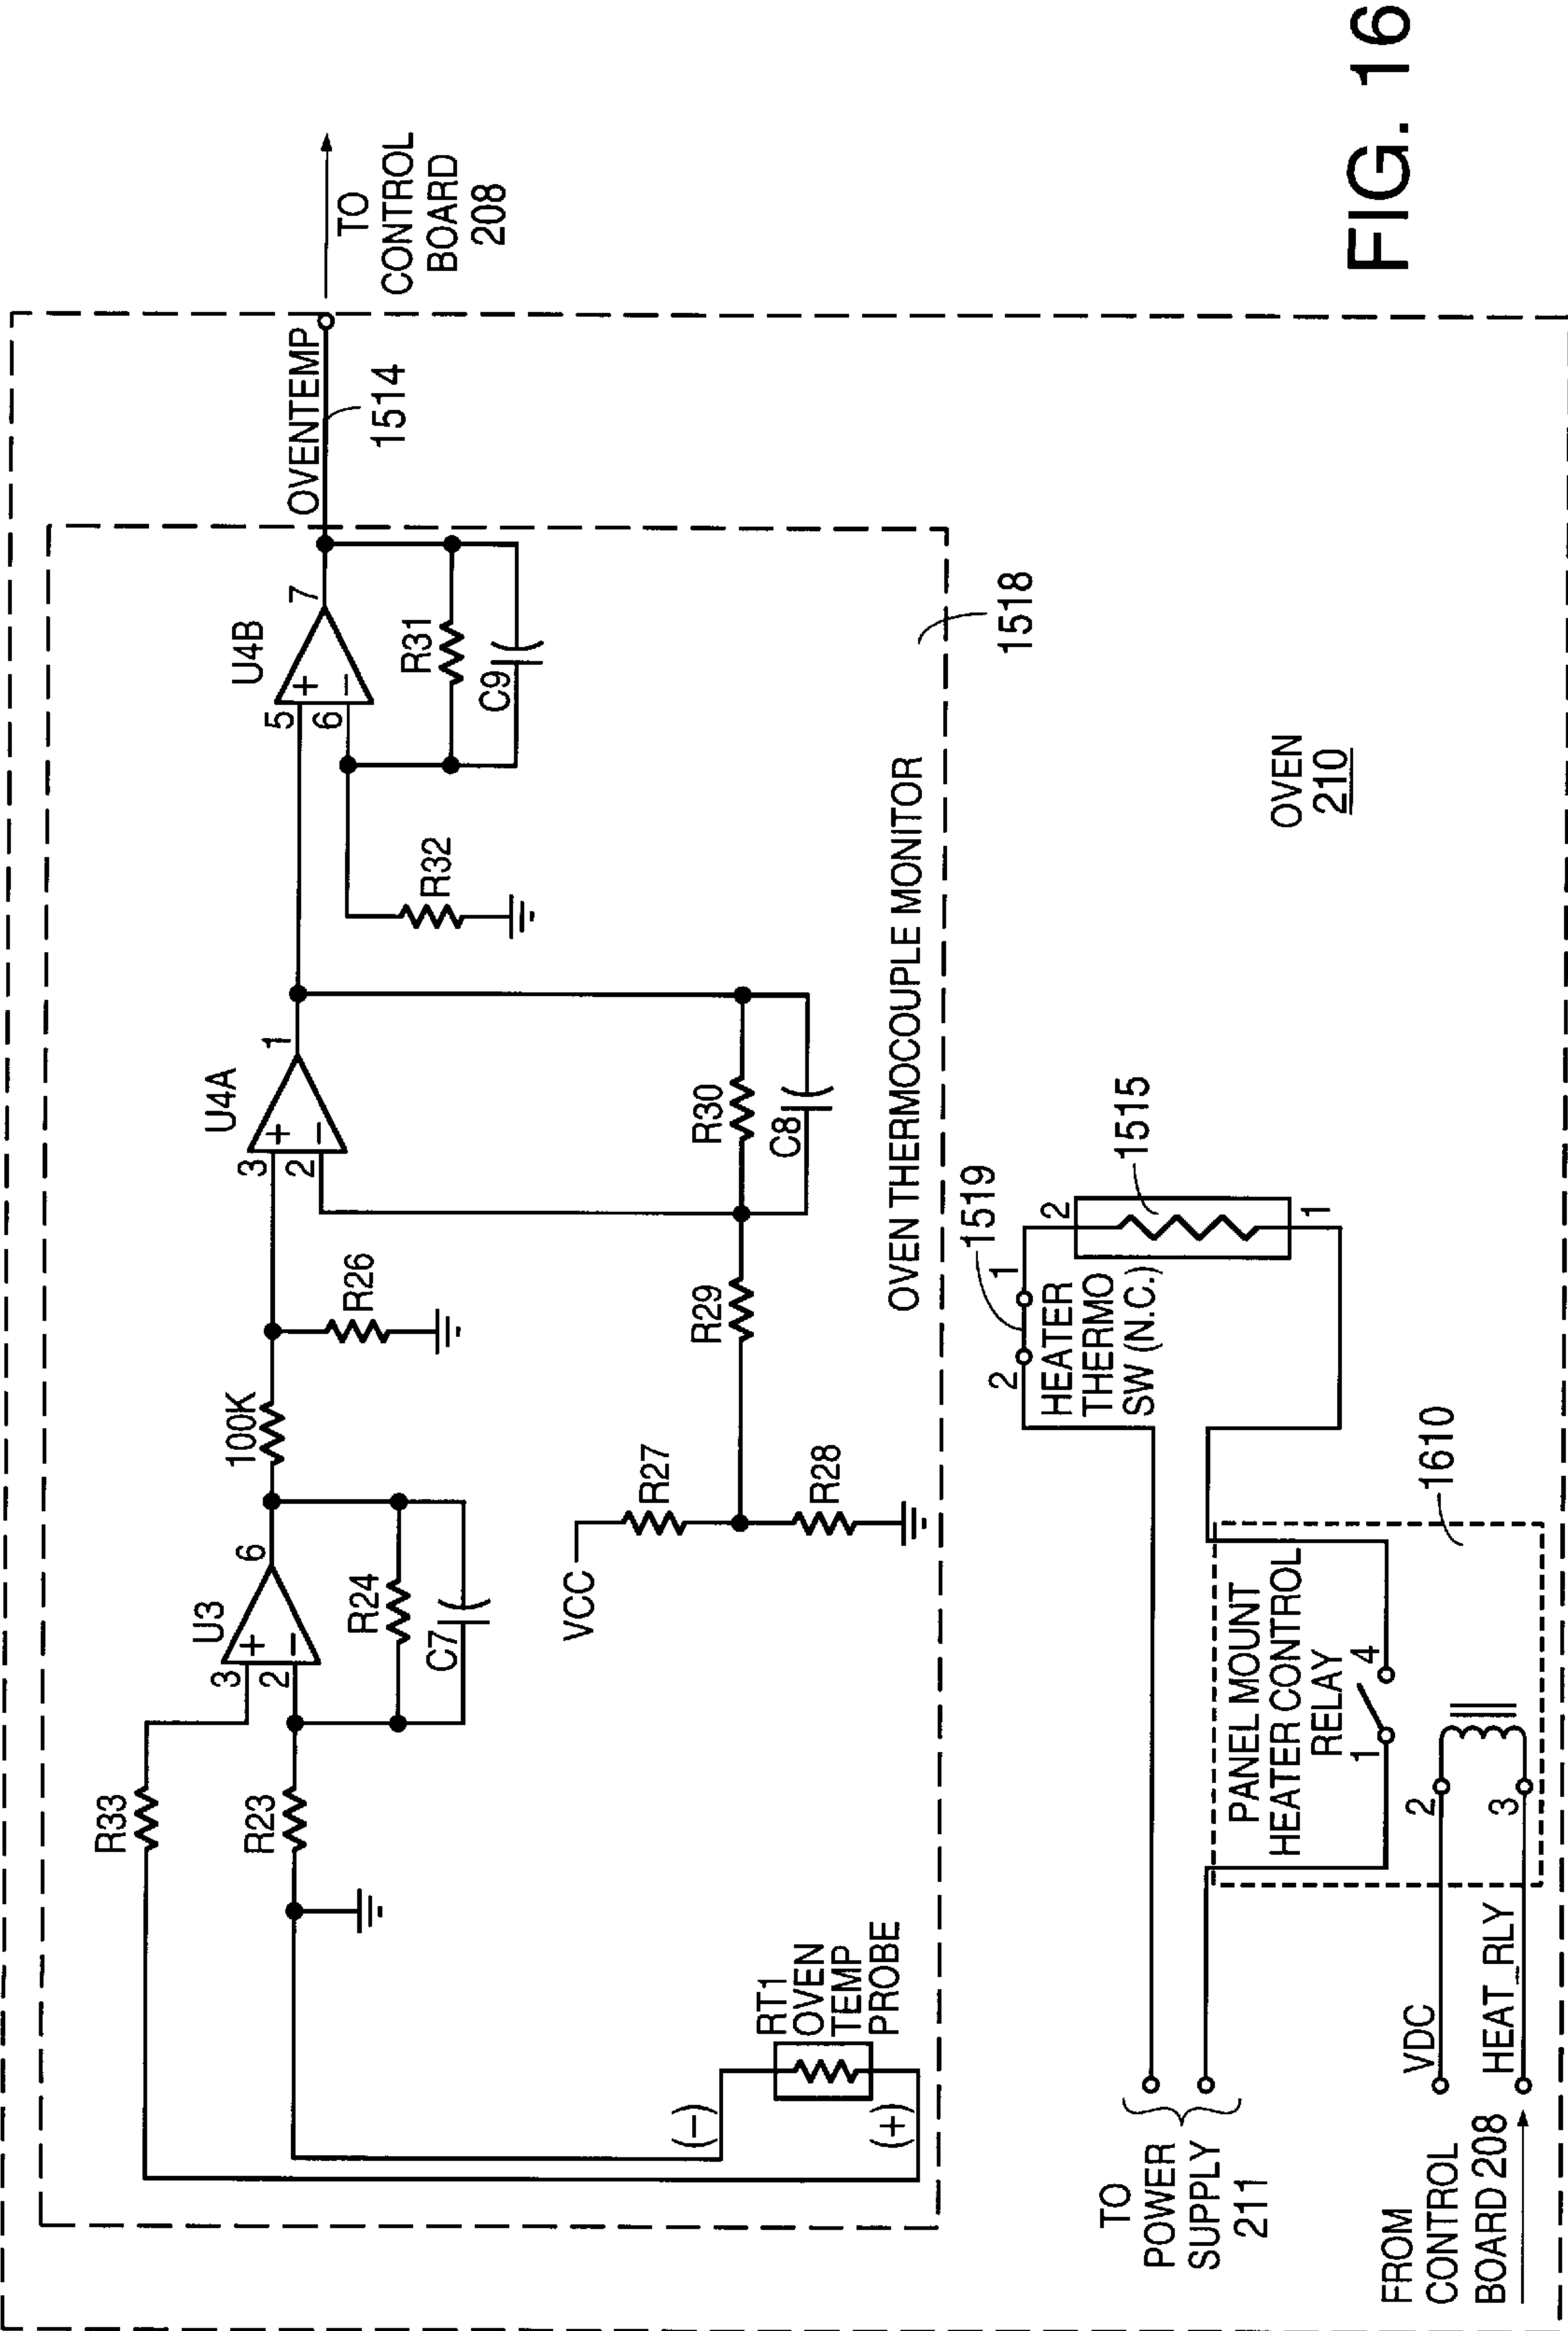 OVEN THERMOCOUPLE MONITOR
1518
R33
U3
3
+
2
−
6
R23
R24
C7
100K
R26
U4A
3
+
2
−
1
R30
C8
R29
VCC
R27
R28
U4B
5
+
6
−
7
R32
R31
C9
OVENTEMP
1514
TO
CONTROL
BOARD
208
RT1
OVEN
TEMP
PROBE
(−)
(+)
TO
POWER
SUPPLY
211
2
1
1519
HEATER
THERMO
SW (N.C.)
2
1515
1
PANEL MOUNT
HEATER CONTROL
RELAY
1
4
2
3
1610
VDC
HEAT_RLY
FROM
CONTROL
BOARD 208
OVEN
210
FIG. 16